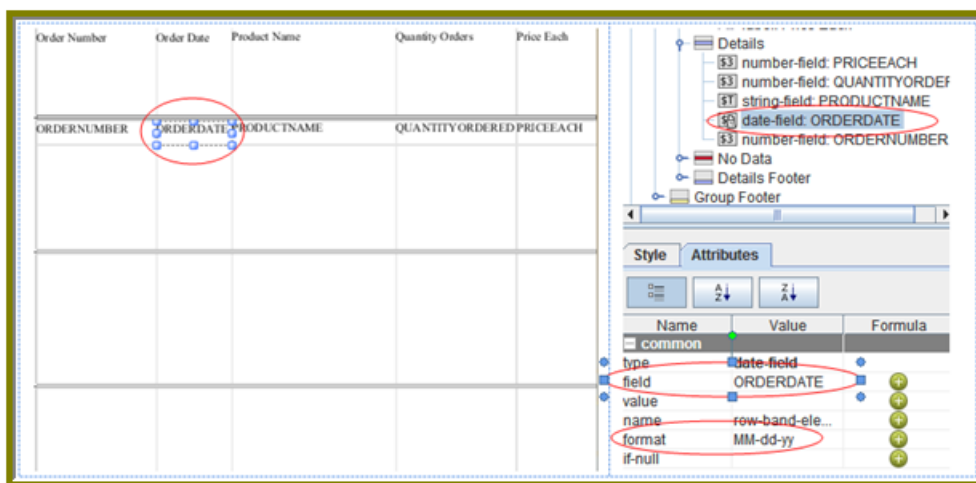 Order Number Order Date Product Name Quantity Orders Price Each
ORDERNUMBER ORDERDATE PRODUCTNAME QUANTITYORDERED PRICEEACH
Details
number-field: PRICEEACH
number-field: QUANTITYORDEF
string-field: PRODUCTNAME
date-field: ORDERDATE
number-field: ORDERNUMBER
No Data
Details Footer
Group Footer
Style Attributes
Name Value Formula
common
type date-field
field ORDERDATE
value
name row-band-ele...
format MM-dd-yy
if-null